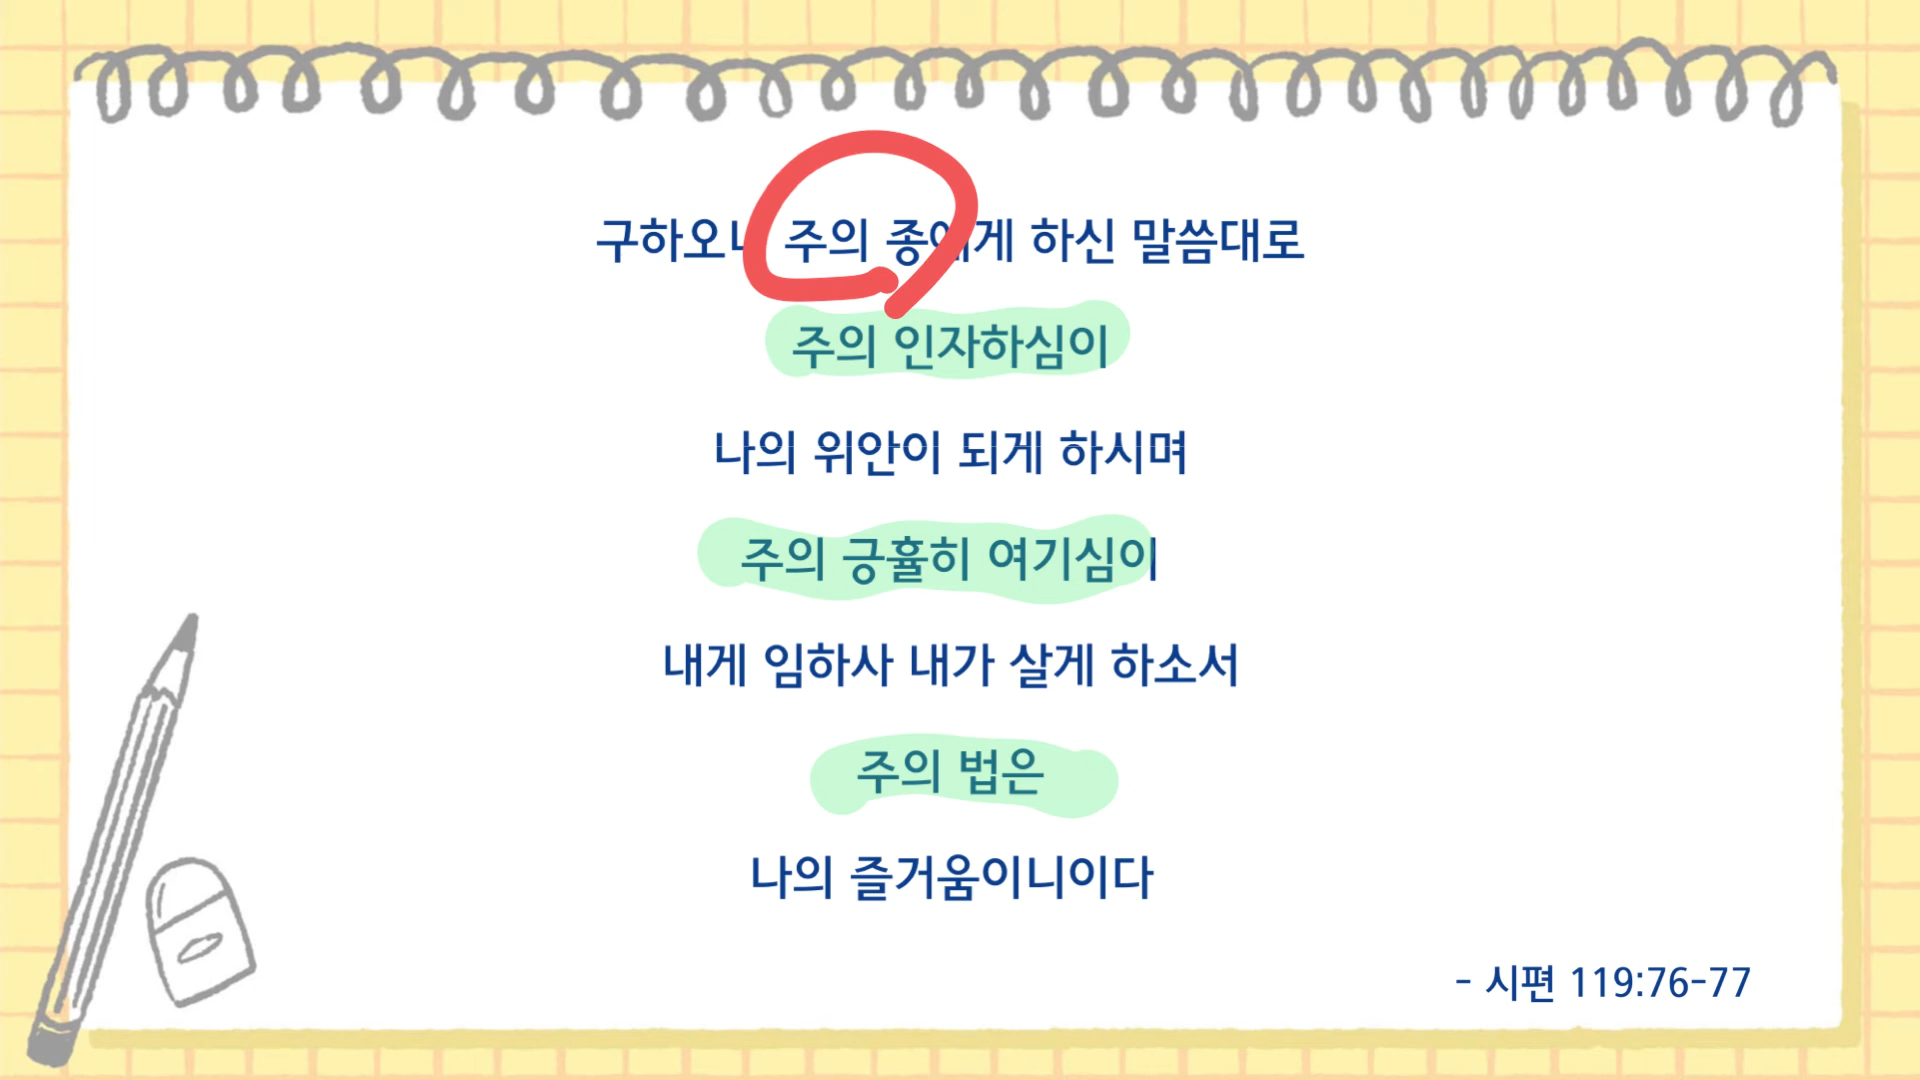 구하오니 주의 종에게 하신 말씀대로
주의 인자하심이
나의 위안이 되게 하시며
주의 긍휼히 여기심이
내게 임하사 내가 살게 하소서
주의 법은
나의 즐거움이니이다
- 시편 119:76-77